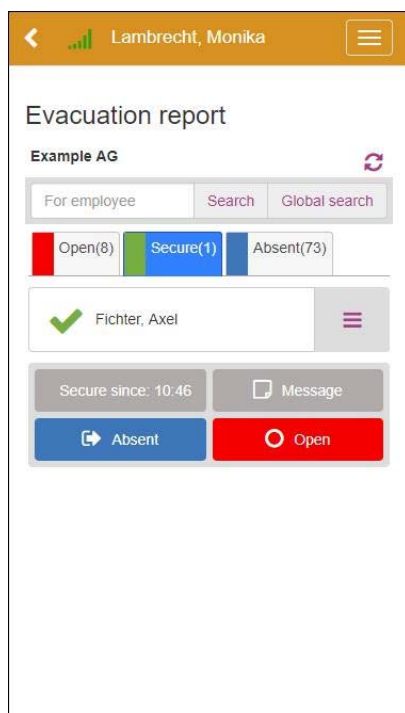 Lambrecht, Monika
Evacuation report
Example AG
For employee Search Global search
Open(8) Secure(1) Absent(73)
Fichter, Axel
Secure since: 10:46 Message
Absent Open